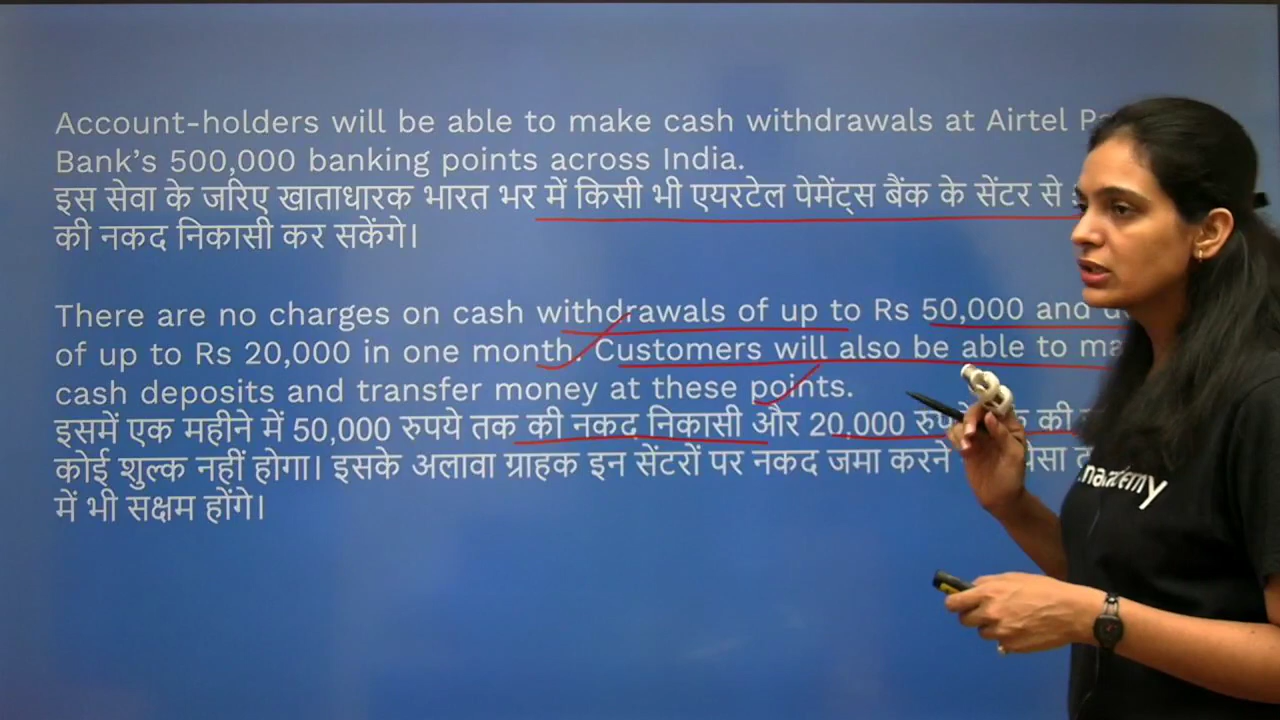 Account-holders will be able to make cash withdrawals at Airtel
Bank's 500,000 banking points across India.
इस सेवा के जरिए खाताधारक भारत भर में किसी भी एयरटेल पेमेंट्स बैंक के सेंटर से
की नकद निकासी कर सकेंगे।
There are no charges on cash withdrawals of up to Rs 50,000 and
of up to Rs 20,000 in one month. Customers will also be able to
cash deposits and transfer money at these points.
इसमें एक महीने में 50,000 रुपये तक की नकद निकासी और 20,000 की
कोई शुल्क नहीं होगा। इसके अलावा ग्राहक इन सेंटरों पर नकद जमा करने
में भी सक्षम होंगे।